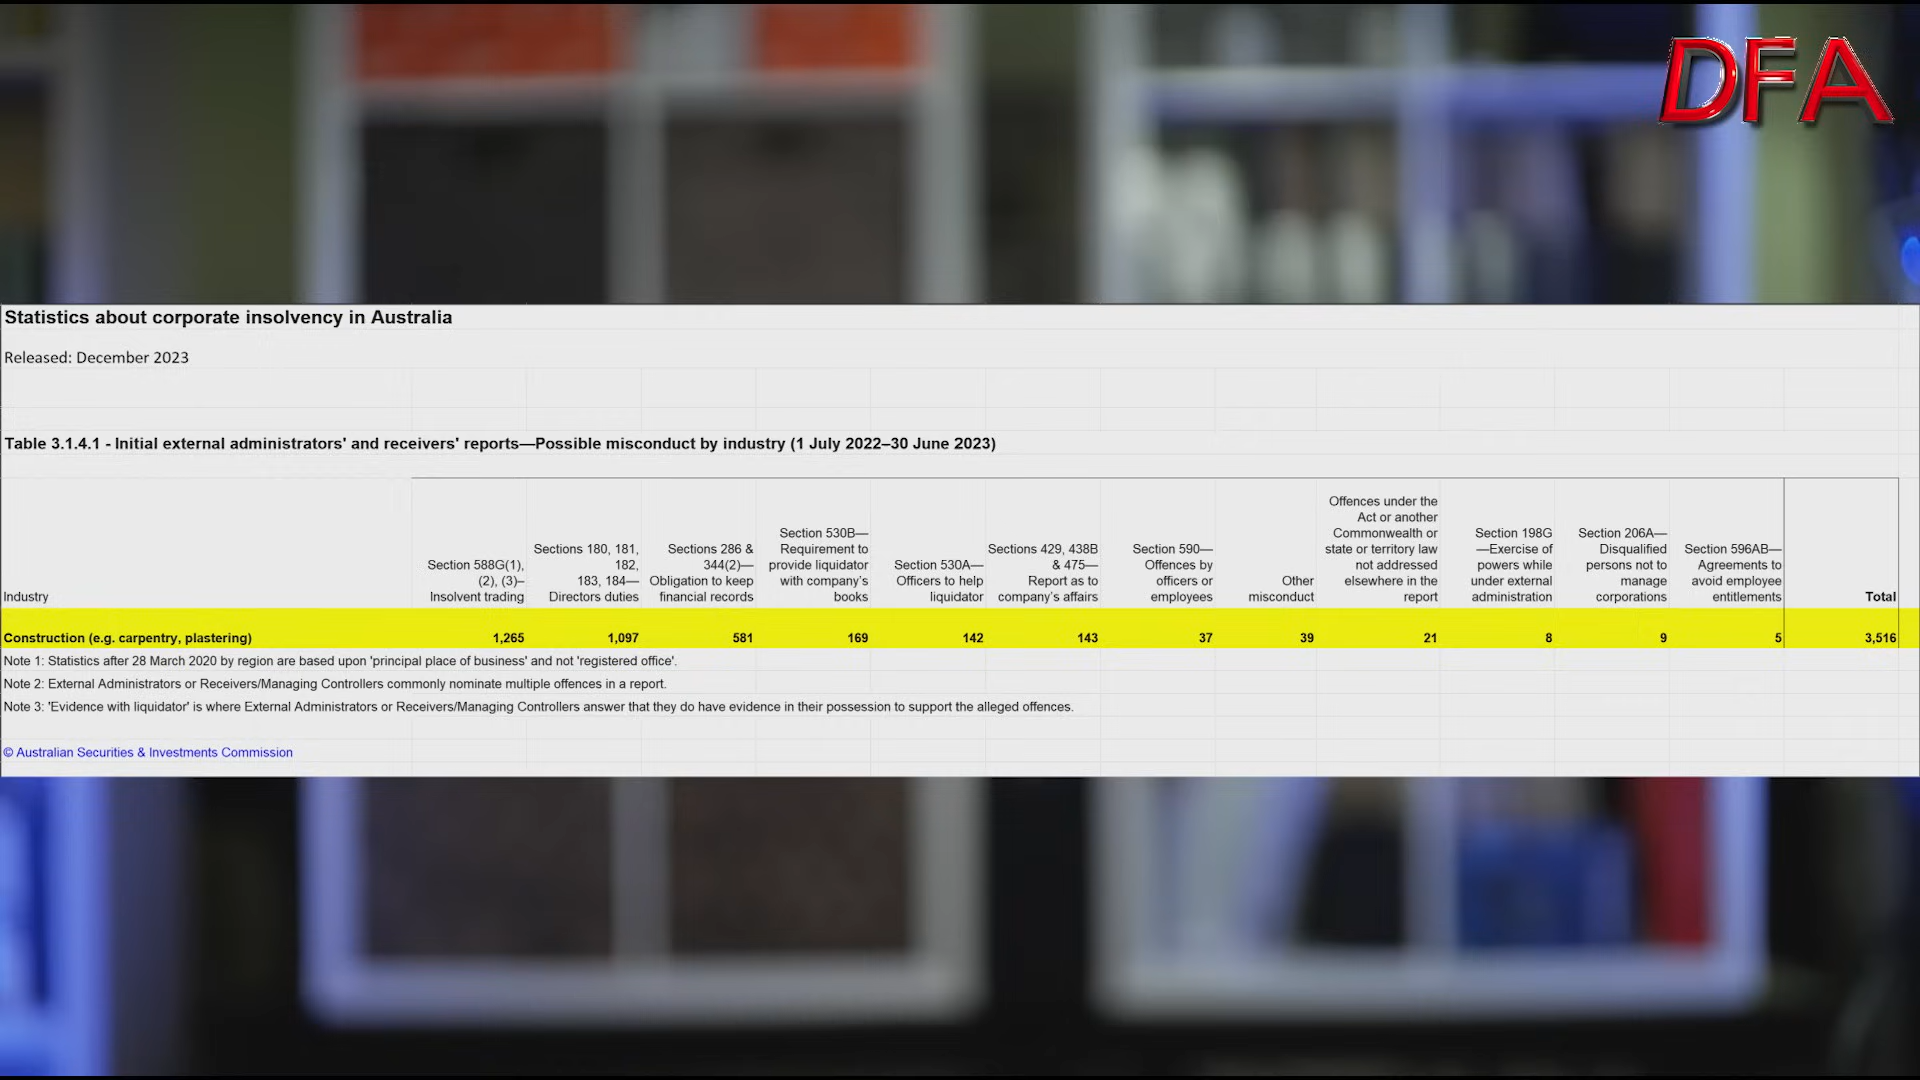 DFA
Statistics about corporate insolvency in Australia
Released: December 2023
Table 3.1.4.1 - Initial external administrators' and receivers' reports—Possible misconduct by industry (1 July 2022–30 June 2023)
Industry
Section 588G(1),
(2), (3)–
Insolvent trading
Sections 180, 181,
182,
183, 184—
Directors duties
Sections 286 &
344(2)—
Obligation to keep
financial records
Section 530B—
Requirement to
provide liquidator
with company's
books
Section 530A—
Officers to help
liquidator
Sections 429, 438B
& 475—
Report as to
company's affairs
Section 590—
Offences by
officers or
employees
Other
misconduct
Offences under the
Act or another
Commonwealth or
state or territory law
not addressed
elsewhere in the
report
Section 198G
—Exercise of
powers while
under external
administration
Section 206A—
Disqualified
persons not to
manage
corporations
Section 596AB—
Agreements to
avoid employee
entitlements
Total
Construction (e.g. carpentry, plastering) 1,265 1,097 581 169 142 143 37 39 21 8 9 5 3,516
Note 1: Statistics after 28 March 2020 by region are based upon 'principal place of business' and not 'registered office'.
Note 2: External Administrators or Receivers/Managing Controllers commonly nominate multiple offences in a report.
Note 3: 'Evidence with liquidator' is where External Administrators or Receivers/Managing Controllers answer that they do have evidence in their possession to support the alleged offences.
© Australian Securities & Investments Commission